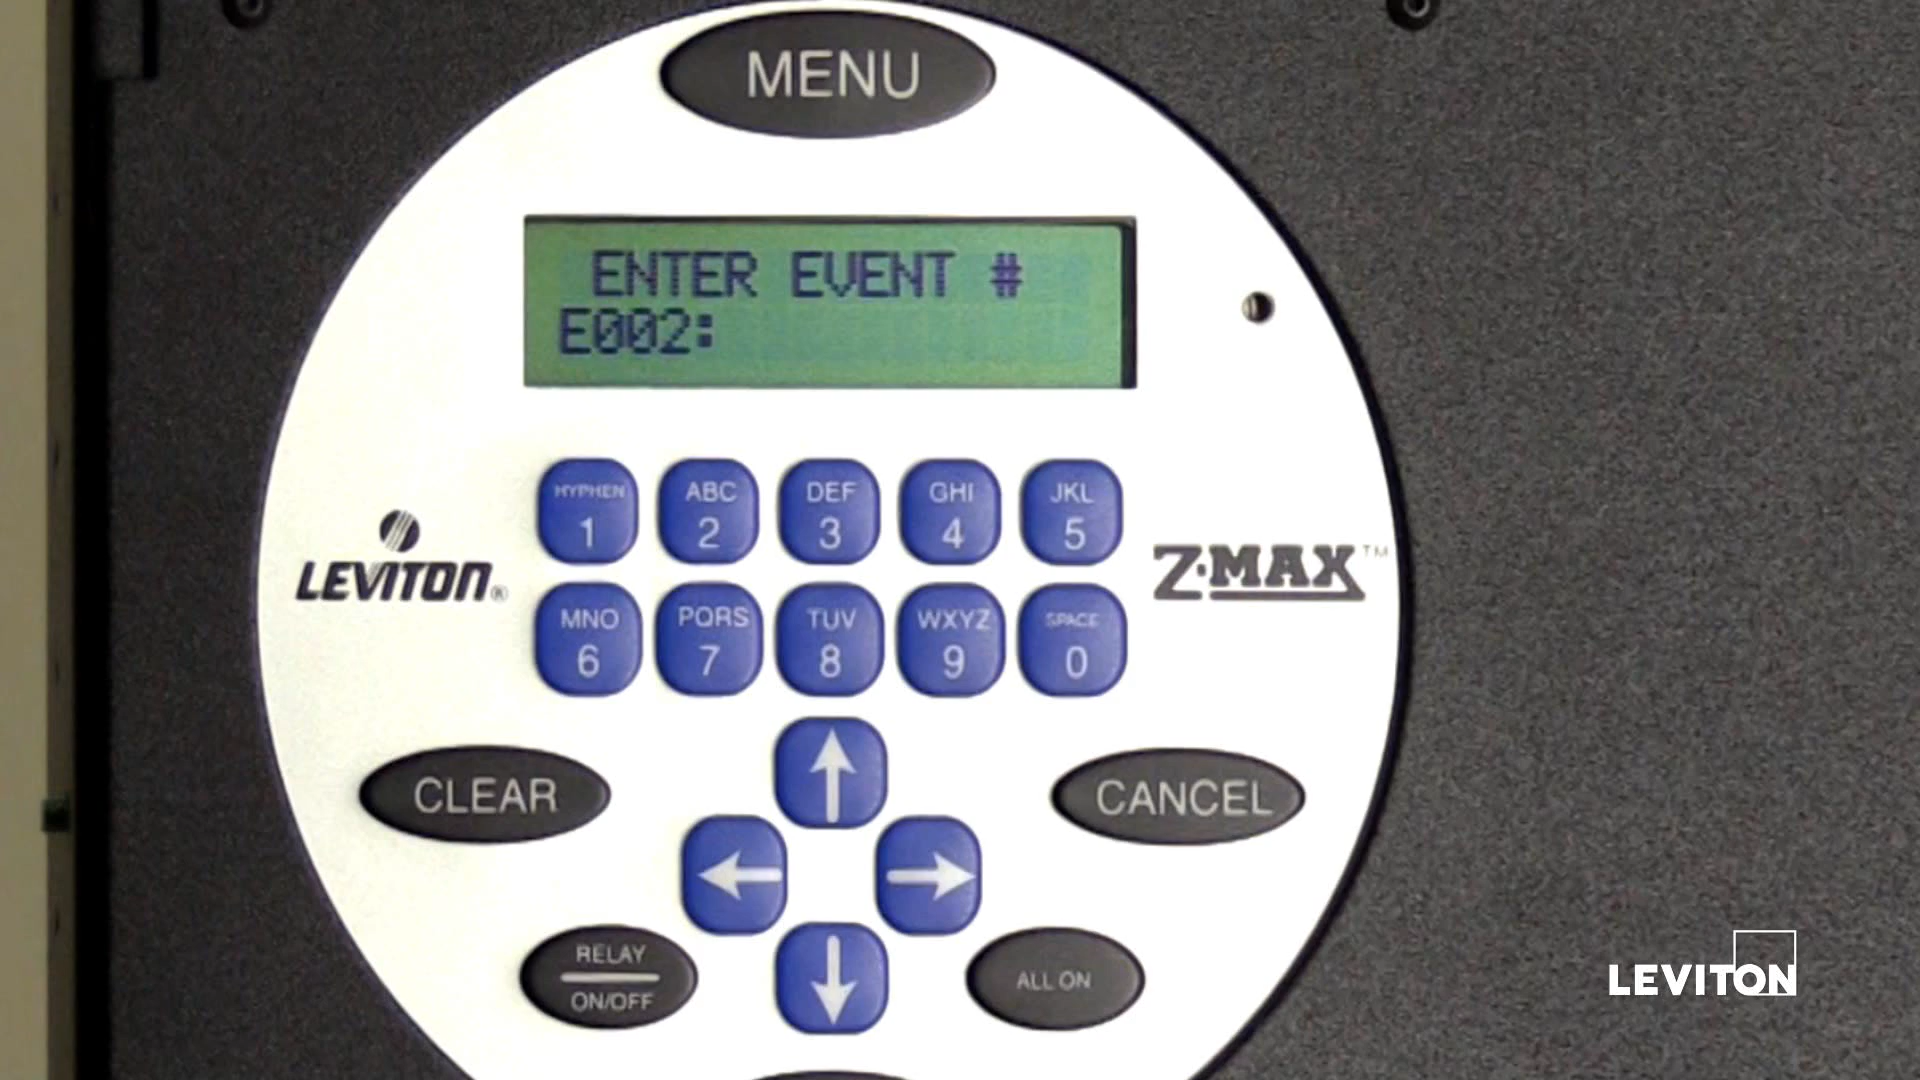 MENU
ENTER EVENT #
E002:
HYPHEN 1
ABC 2
DEF 3
GHI 4
JKL 5
LEVITON®
Z·MAX™
MNO 6
PQRS 7
TUV 8
WXYZ 9
SPACE 0
CLEAR
CANCEL
RELAY
ON/OFF
ALL ON
LEVITON